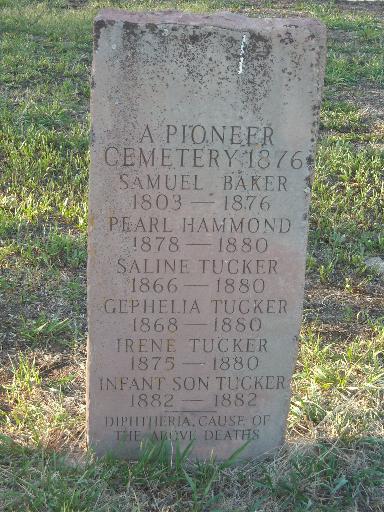 A PIONEER
CEMETERY 1876
SAMUEL BAKER
1803 — 1876
PEARL HAMMOND
1878 — 1880
SALINE TUCKER
1866 — 1880
GEPHELIA TUCKER
1868 — 1880
IRENE TUCKER
1875 — 1880
INFANT SON TUCKER
1882 — 1882
DIPHTHERIA, CAUSE OF
THE ABOVE DEATHS